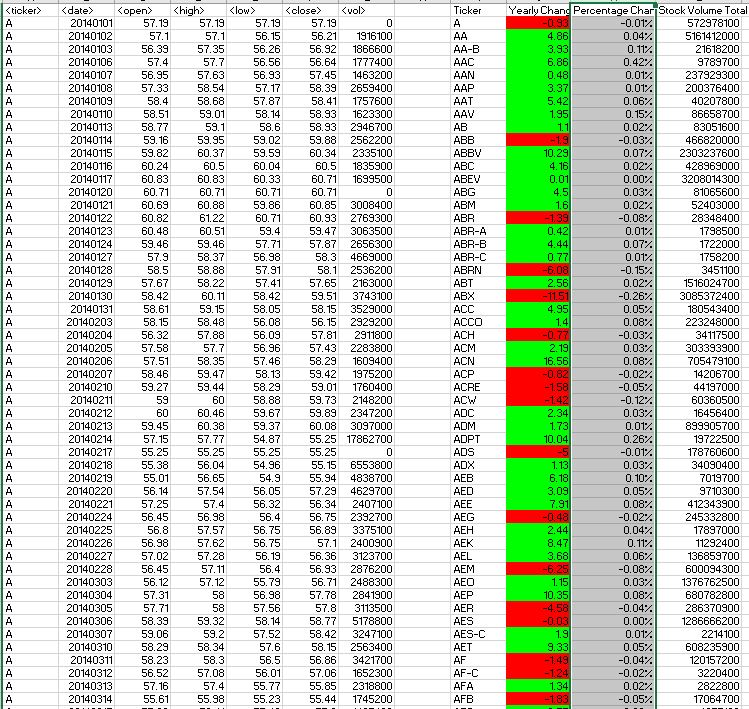 <ticker> <date> <open> <high> <low> <close> <vol> Ticker Yearly Chang Percentage Char Stock Volume Total
A 20140101 57.19 57.19 57.19 57.19 0 A -0.93 -0.01% 572978100
A 20140102 57.1 57.1 56.15 56.21 1916100 AA 4.86 0.04% 5161412000
A 20140103 56.39 57.35 56.26 56.92 1866600 AA-B 3.93 0.11% 21618200
A 20140106 57.4 57.7 56.56 56.64 1777400 AAC 6.86 0.42% 9789700
A 20140107 56.95 57.63 56.93 57.45 1463200 AAN 0.48 0.01% 237929300
A 20140108 57.33 58.54 57.17 58.39 2659400 AAP 3.37 0.01% 200376400
A 20140109 58.4 58.68 57.87 58.41 1757600 AAT 5.42 0.06% 40207800
A 20140110 58.51 59.01 58.14 58.93 1623300 AAV 1.95 0.15% 86658700
A 20140113 58.77 59.1 58.6 58.93 2946700 AB 1.1 0.02% 83051600
A 20140114 59.16 59.95 59.02 59.88 2562200 ABB -1.9 -0.03% 466820000
A 20140115 59.82 60.37 59.59 60.34 2335100 ABBV 10.29 0.07% 2303237600
A 20140116 60.24 60.5 60.04 60.5 1835900 ABC 4.16 0.02% 428969000
A 20140117 60.83 60.83 60.33 60.71 1699500 ABEV 0.01 0.00% 3208014300
A 20140120 60.71 60.71 60.71 60.71 0 ABG 4.5 0.03% 81065600
A 20140121 60.69 60.88 59.86 60.85 3008400 ABM 1.6 0.02% 52403000
A 20140122 60.82 61.22 60.71 60.93 2769300 ABR -1.39 -0.08% 28348400
A 20140123 60.48 60.51 59.4 59.47 3063500 ABR-A 0.42 0.01% 1798500
A 20140124 59.46 59.46 57.71 57.87 2656300 ABR-B 4.44 0.07% 1722000
A 20140127 57.9 58.37 56.98 58.3 4669000 ABR-C 0.77 0.01% 1758200
A 20140128 58.5 58.88 57.91 58.1 2536200 ABRN -6.08 -0.15% 3451100
A 20140129 57.67 58.22 57.41 57.65 2163000 ABT 2.56 0.02% 1516024700
A 20140130 58.42 60.11 58.42 59.51 3743100 ABX -11.51 -0.26% 3085372400
A 20140131 58.61 59.15 58.05 58.15 3529000 ACC 4.95 0.05% 180543400
A 20140203 58.15 58.48 56.08 56.15 2929200 ACCO 1.4 0.08% 223248000
A 20140204 56.32 57.88 56.09 57.81 2911800 ACH -0.77 -0.03% 34117500
A 20140205 57.58 57.7 56.96 57.43 2283800 ACM 2.19 0.03% 303393900
A 20140206 57.51 58.35 57.46 58.29 1609400 ACN 16.56 0.08% 705479100
A 20140207 58.46 59.47 58.13 59.42 1975200 ACP -0.82 -0.02% 14206700
A 20140210 59.27 59.44 58.29 59.01 1760400 ACRE -1.58 -0.05% 44197000
A 20140211 59 60 58.88 59.73 2148200 ACW -1.42 -0.12% 60360500
A 20140212 60 60.46 59.67 59.89 2347200 ADC 2.34 0.03% 16456400
A 20140213 59.45 60.38 59.37 60.08 3097000 ADM 1.73 0.01% 899905700
A 20140214 57.15 57.77 54.87 55.25 17862700 ADPT 10.04 0.26% 19722500
A 20140217 55.25 55.25 55.25 55.25 0 ADS -5 -0.01% 178760600
A 20140218 55.38 56.04 54.96 55.15 6553800 ADX 1.13 0.03% 34090400
A 20140219 55.01 56.65 54.9 55.94 4838700 AEB 6.18 0.10% 7019700
A 20140220 56.14 57.54 56.05 57.29 4629700 AED 3.09 0.05% 9710300
A 20140221 57.25 57.4 56.32 56.34 2407100 AEE 7.91 0.08% 412343900
A 20140224 56.45 56.98 56.4 56.75 2392700 AEG -0.48 -0.02% 245332800
A 20140225 56.8 57.57 56.75 56.89 3375100 AEH 2.44 0.04% 17897000
A 20140226 56.98 57.62 56.75 57.1 2400900 AEK 8.47 0.11% 11292400
A 20140227 57.02 57.28 56.19 56.36 3123700 AEL 3.68 0.06% 136859700
A 20140228 56.45 57.11 56.4 56.93 2876200 AEM -6.25 -0.08% 600094300
A 20140303 56.12 57.12 55.79 56.71 2488300 AEO 1.15 0.03% 1376762500
A 20140304 57.31 58 56.98 57.78 2841900 AEP 10.35 0.08% 680782800
A 20140305 57.71 58 57.56 57.8 3113500 AER -4.58 -0.04% 286370900
A 20140306 58.39 59.32 58.14 58.77 5178800 AES -0.03 0.00% 1286666200
A 20140307 59.06 59.2 57.52 58.42 3247100 AES-C 1.9 0.01% 2214100
A 20140310 58.29 58.34 57.6 58.15 2563400 AET 9.33 0.05% 608235900
A 20140311 58.23 58.3 56.5 56.86 3421700 AF -1.49 -0.04% 120157200
A 20140312 56.52 57.08 56.01 57.06 1652300 AF-C -1.24 -0.02% 3220400
A 20140313 57.16 57.4 55.77 55.85 2318800 AFA 1.34 0.02% 2822800
A 20140314 55.61 55.98 55.23 55.44 1745200 AFB -1.83 -0.05% 17064700